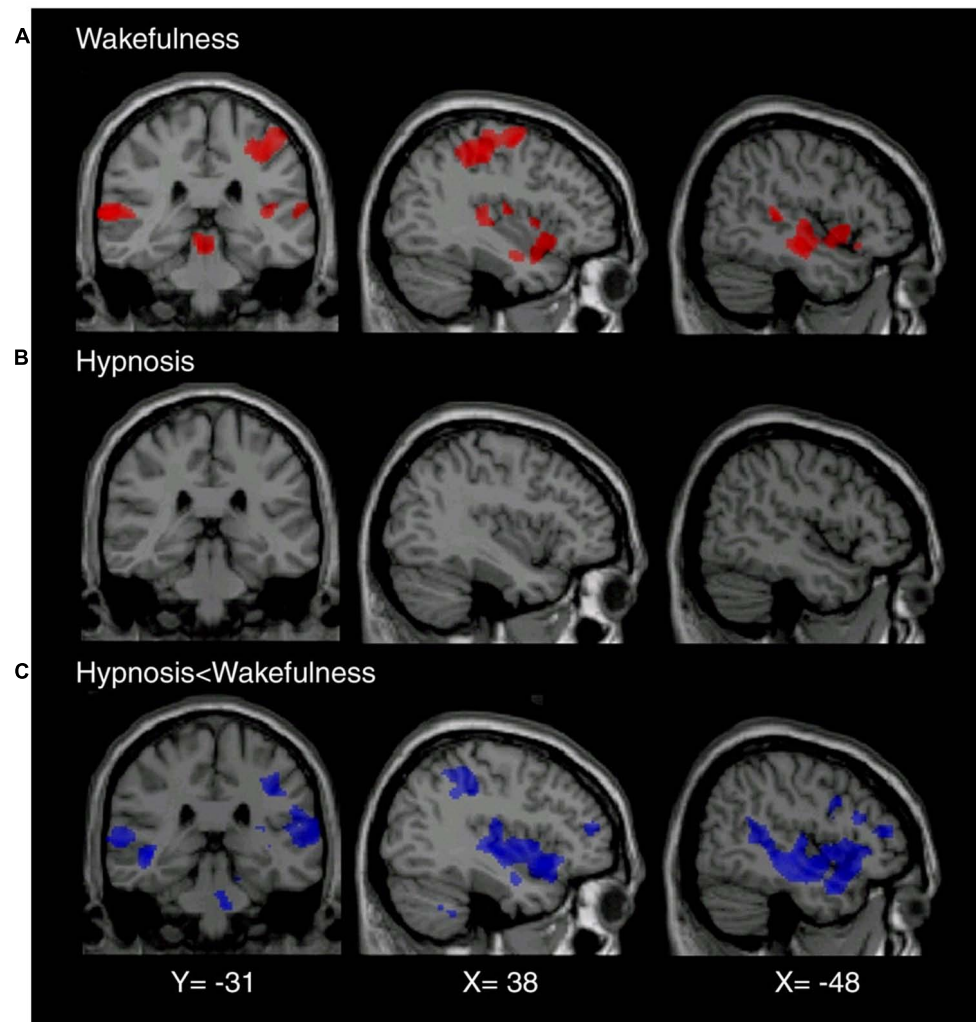 A
Wakefulness
B
Hypnosis
C
Hypnosis<Wakefulness
Y= -31
X= 38
X= -48